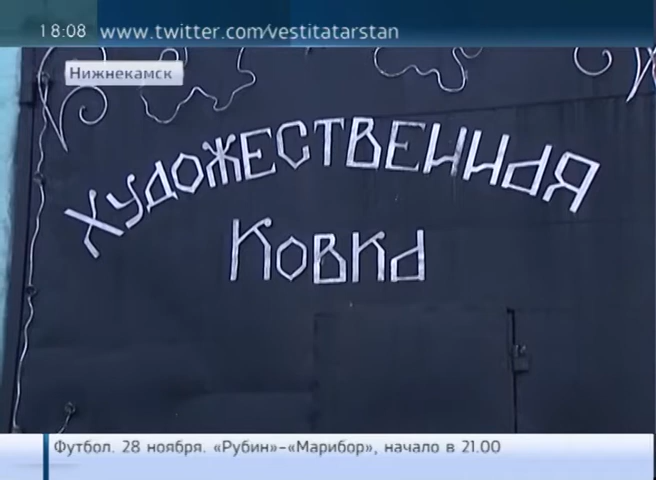 18:08 www.twitter.com/vestitatarstan
Нижнекамск
ХУДОЖЕСТВЕННАЯ
КОВКА
Футбол. 28 ноября. «Рубин»-«Марибор», начало в 21.00